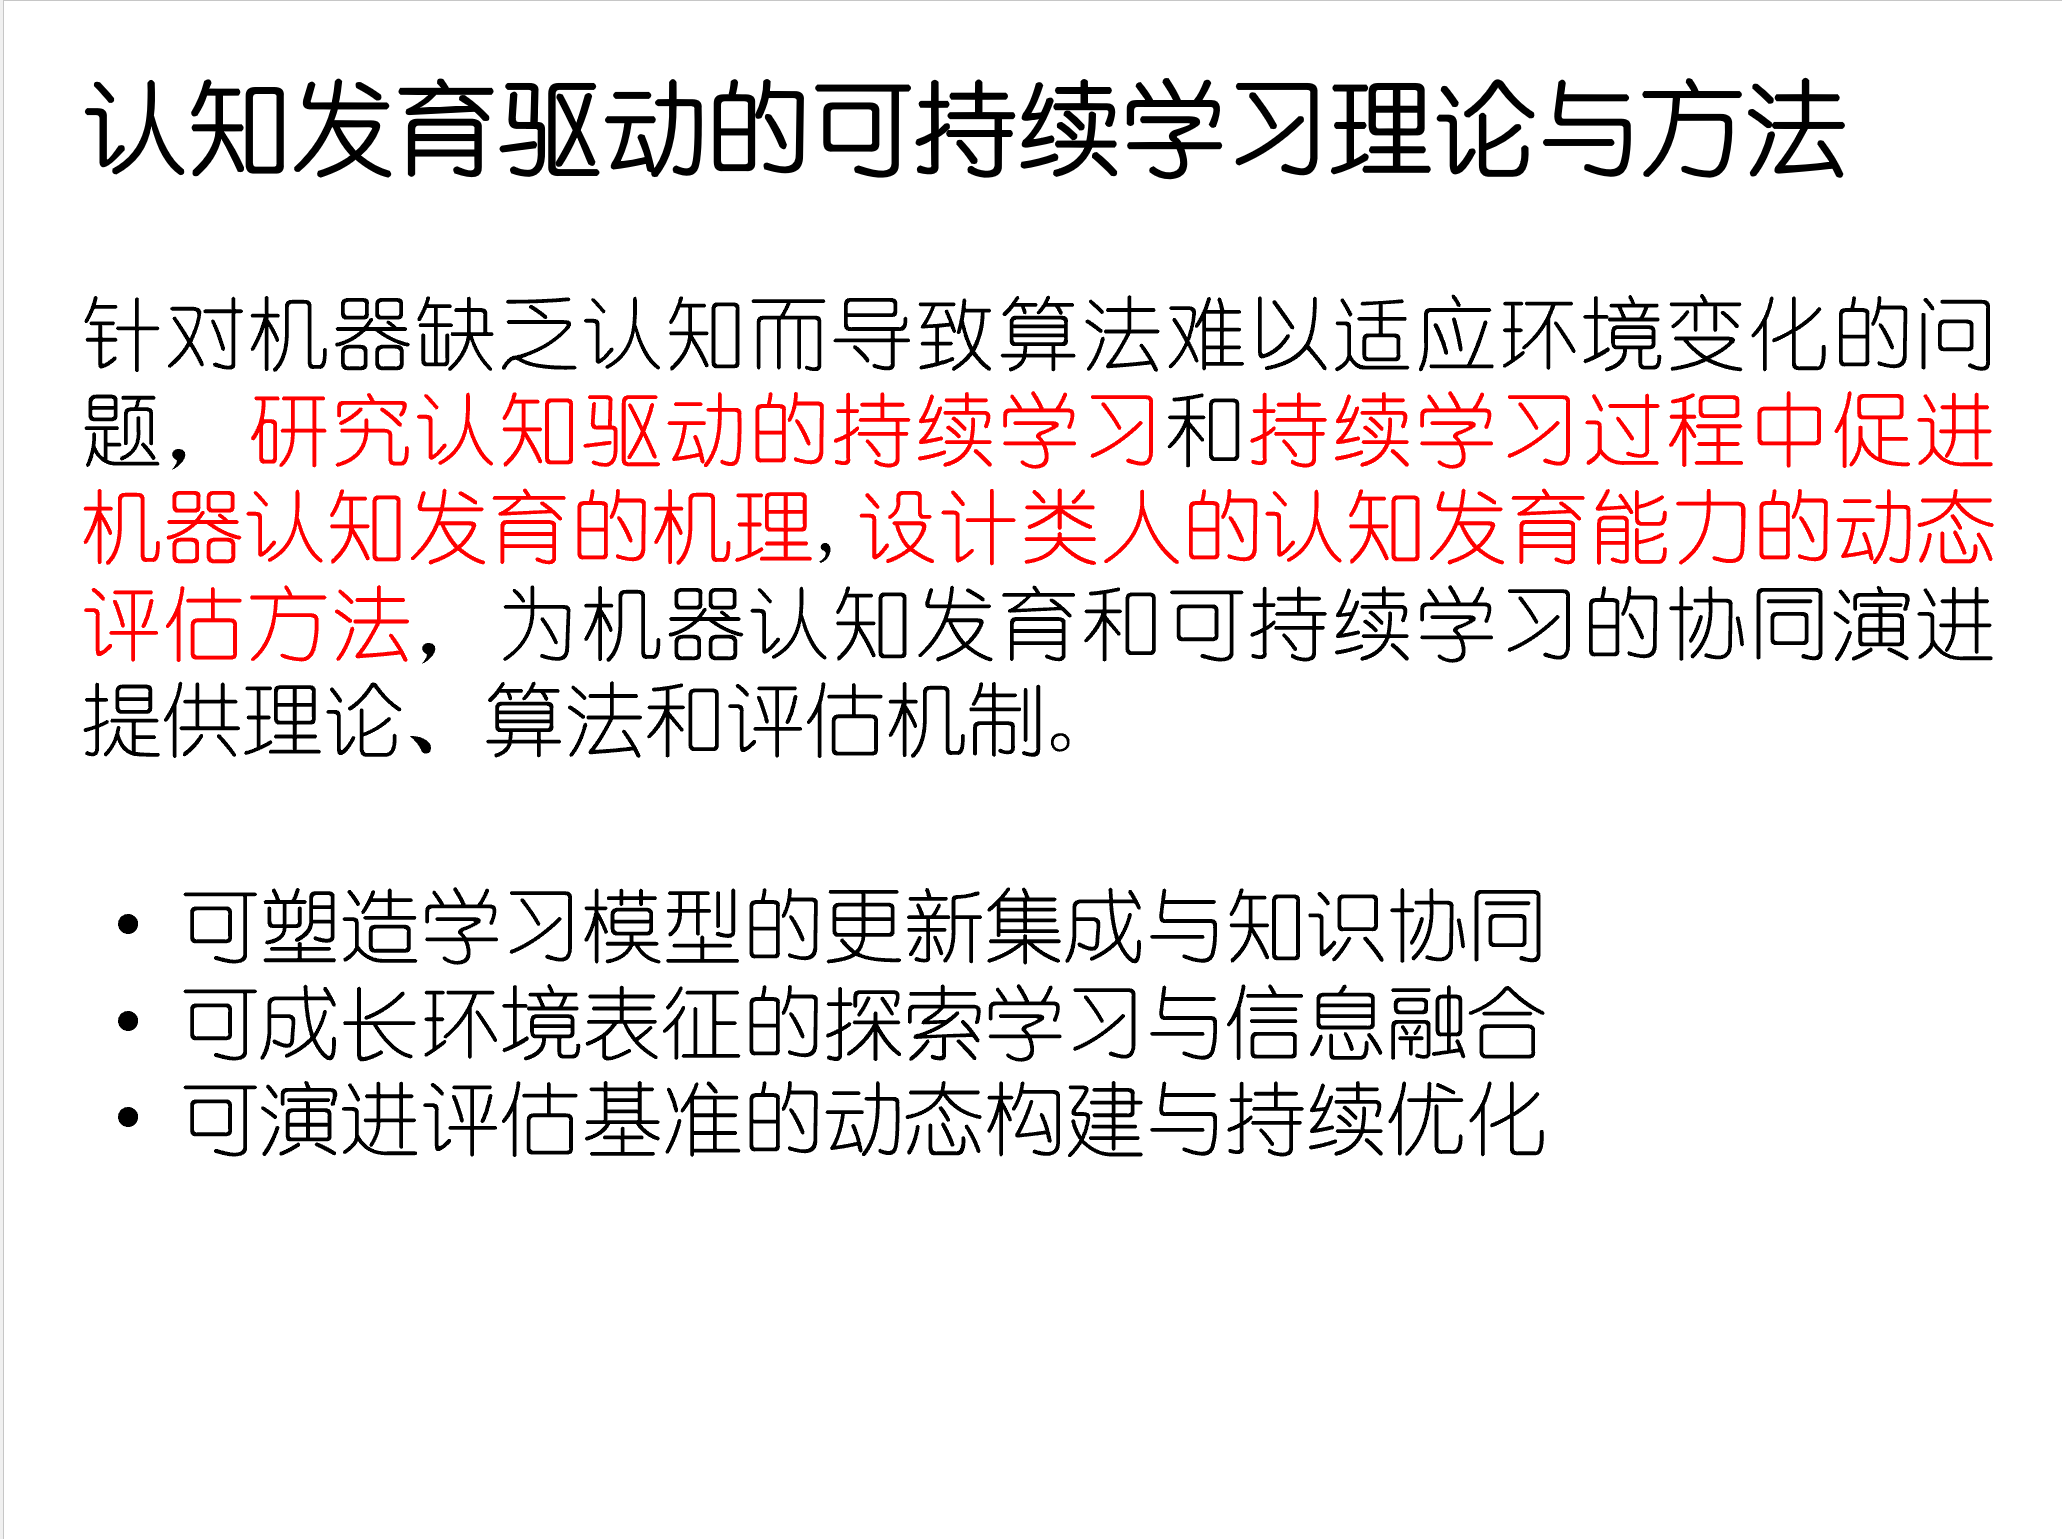 认知发育驱动的可持续学习理论与方法
针对机器缺乏认知而导致算法难以适应环境变化的问
题，研究认知驱动的持续学习和持续学习过程中促进
机器认知发育的机理,设计类人的认知发育能力的动态
评估方法，为机器认知发育和可持续学习的协同演进
提供理论、算法和评估机制。
• 可塑造学习模型的更新集成与知识协同
• 可成长环境表征的探索学习与信息融合
• 可演进评估基准的动态构建与持续优化